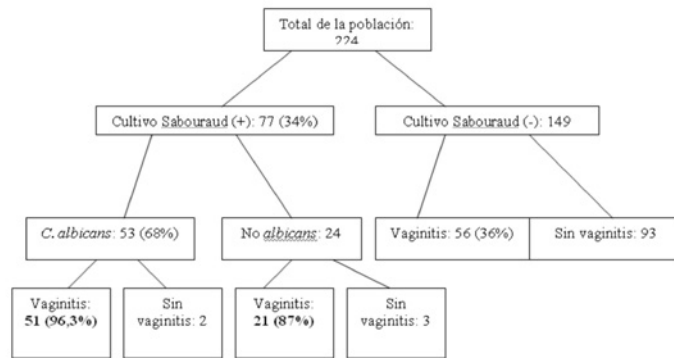 Total de la población:
224
Cultivo Sabouraud (+): 77 (34%)
Cultivo Sabouraud (-): 149
C. albicans: 53 (68%)
No albicans: 24
Vaginitis: 56 (36%)
Sin vaginitis: 93
Vaginitis:
51 (96,3%)
Sin
vaginitis: 2
Vaginitis:
21 (87%)
Sin
vaginitis: 3